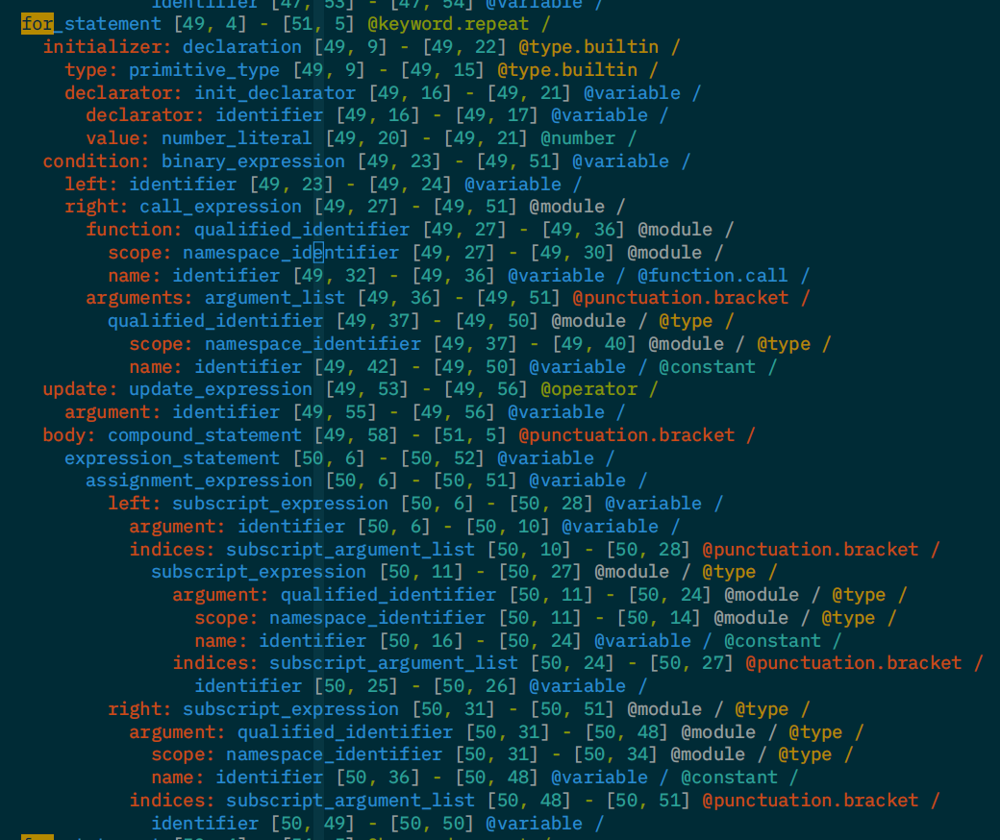 identifier [47, 53] - [47, 54] @variable /
for_statement [49, 4] - [51, 5] @keyword.repeat /
initializer: declaration [49, 9] - [49, 22] @type.builtin /
type: primitive_type [49, 9] - [49, 15] @type.builtin /
declarator: init_declarator [49, 16] - [49, 21] @variable /
declarator: identifier [49, 16] - [49, 17] @variable /
value: number_literal [49, 20] - [49, 21] @number /
condition: binary_expression [49, 23] - [49, 51] @variable /
left: identifier [49, 23] - [49, 24] @variable /
right: call_expression [49, 27] - [49, 51] @module /
function: qualified_identifier [49, 27] - [49, 36] @module /
scope: namespace_identifier [49, 27] - [49, 30] @module /
name: identifier [49, 32] - [49, 36] @variable / @function.call /
arguments: argument_list [49, 36] - [49, 51] @punctuation.bracket /
qualified_identifier [49, 37] - [49, 50] @module / @type /
scope: namespace_identifier [49, 37] - [49, 40] @module / @type /
name: identifier [49, 42] - [49, 50] @variable / @constant /
update: update_expression [49, 53] - [49, 56] @operator /
argument: identifier [49, 55] - [49, 56] @variable /
body: compound_statement [49, 58] - [51, 5] @punctuation.bracket /
expression_statement [50, 6] - [50, 52] @variable /
assignment_expression [50, 6] - [50, 51] @variable /
left: subscript_expression [50, 6] - [50, 28] @variable /
argument: identifier [50, 6] - [50, 10] @variable /
indices: subscript_argument_list [50, 10] - [50, 28] @punctuation.bracket /
subscript_expression [50, 11] - [50, 27] @module / @type /
argument: qualified_identifier [50, 11] - [50, 24] @module / @type /
scope: namespace_identifier [50, 11] - [50, 14] @module / @type /
name: identifier [50, 16] - [50, 24] @variable / @constant /
indices: subscript_argument_list [50, 24] - [50, 27] @punctuation.bracket /
identifier [50, 25] - [50, 26] @variable /
right: subscript_expression [50, 31] - [50, 51] @module / @type /
argument: qualified_identifier [50, 31] - [50, 48] @module / @type /
scope: namespace_identifier [50, 31] - [50, 34] @module / @type /
name: identifier [50, 36] - [50, 48] @variable / @constant /
indices: subscript_argument_list [50, 48] - [50, 51] @punctuation.bracket /
identifier [50, 49] - [50, 50] @variable /